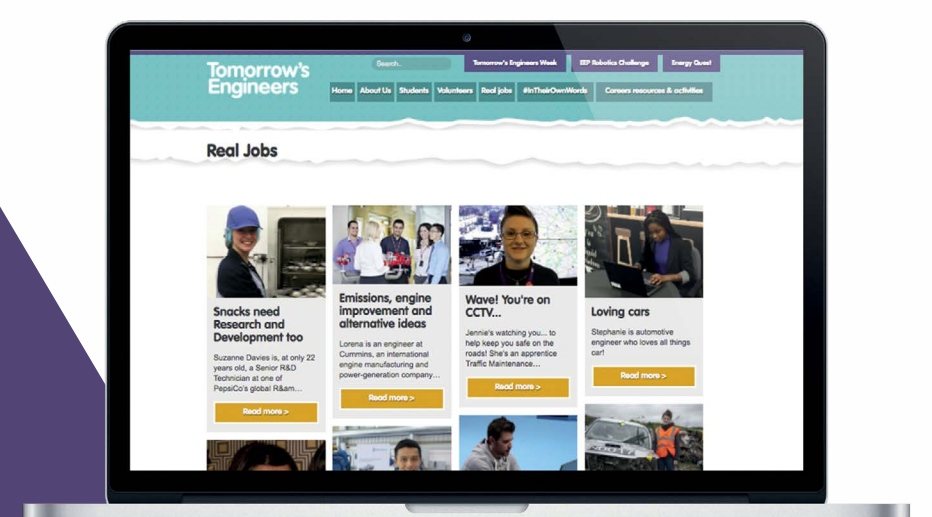 Tomorrow's
Engineers
Search..
Tomorrow's Engineers Week
EEP Robotics Challenge
Energy Quest
Home
About Us
Students
Volunteers
Real jobs
#InTheirOwnWords
Careers resources & activities
Real Jobs
Snacks need
Research and
Development too
Suzanne Davies is, at only 22
years old, a Senior R&D
Technician at one of
PepsiCo's global R&am...
Read more >
Emissions, engine
improvement and
alternative ideas
Lorena is an engineer at
Cummins, an international
engine manufacturing and
power-generation company...
Read more >
Wave! You're on
CCTV...
Jennie's watching you... to
help keep you safe on the
roads! She's an apprentice
Traffic Maintenance...
Read more >
Loving cars
Stephanie is automotive
engineer who loves all things
car!
Read more >